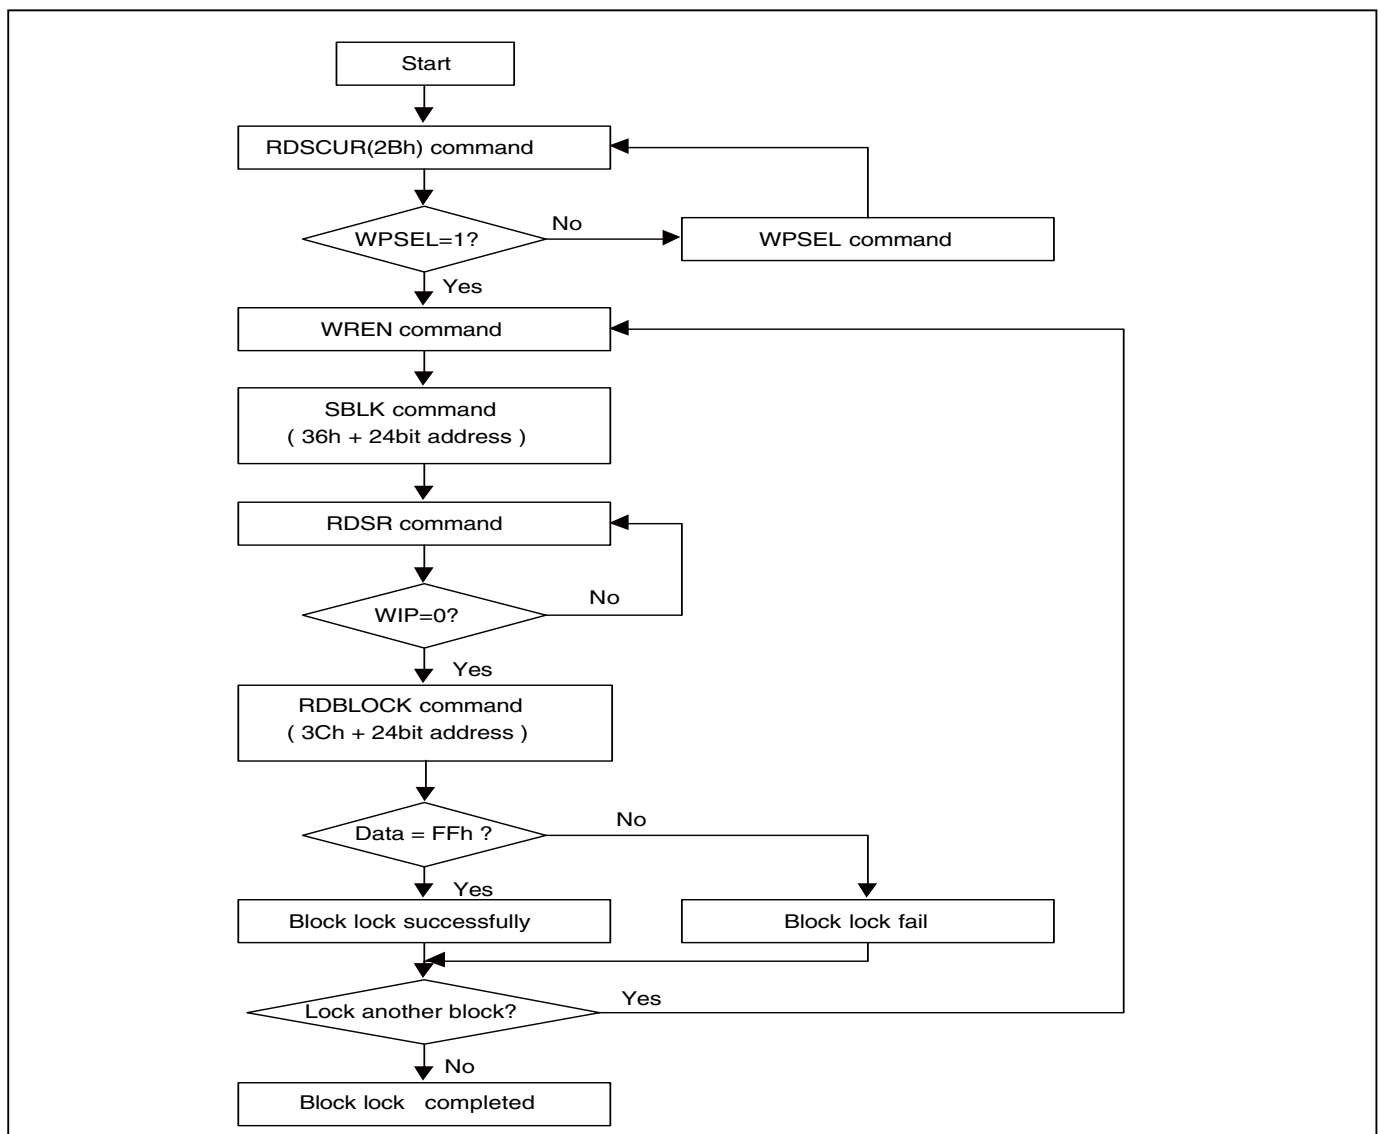 Start
RDSCUR(2Bh) command
WPSEL=1?
No
WPSEL command
Yes
WREN command
SBLK command
( 36h + 24bit address )
RDSR command
WIP=0?
No
Yes
RDBLOCK command
( 3Ch + 24bit address )
Data = FFh ?
No
Yes
Block lock successfully
Block lock fail
Lock another block?
Yes
No
Block lock completed